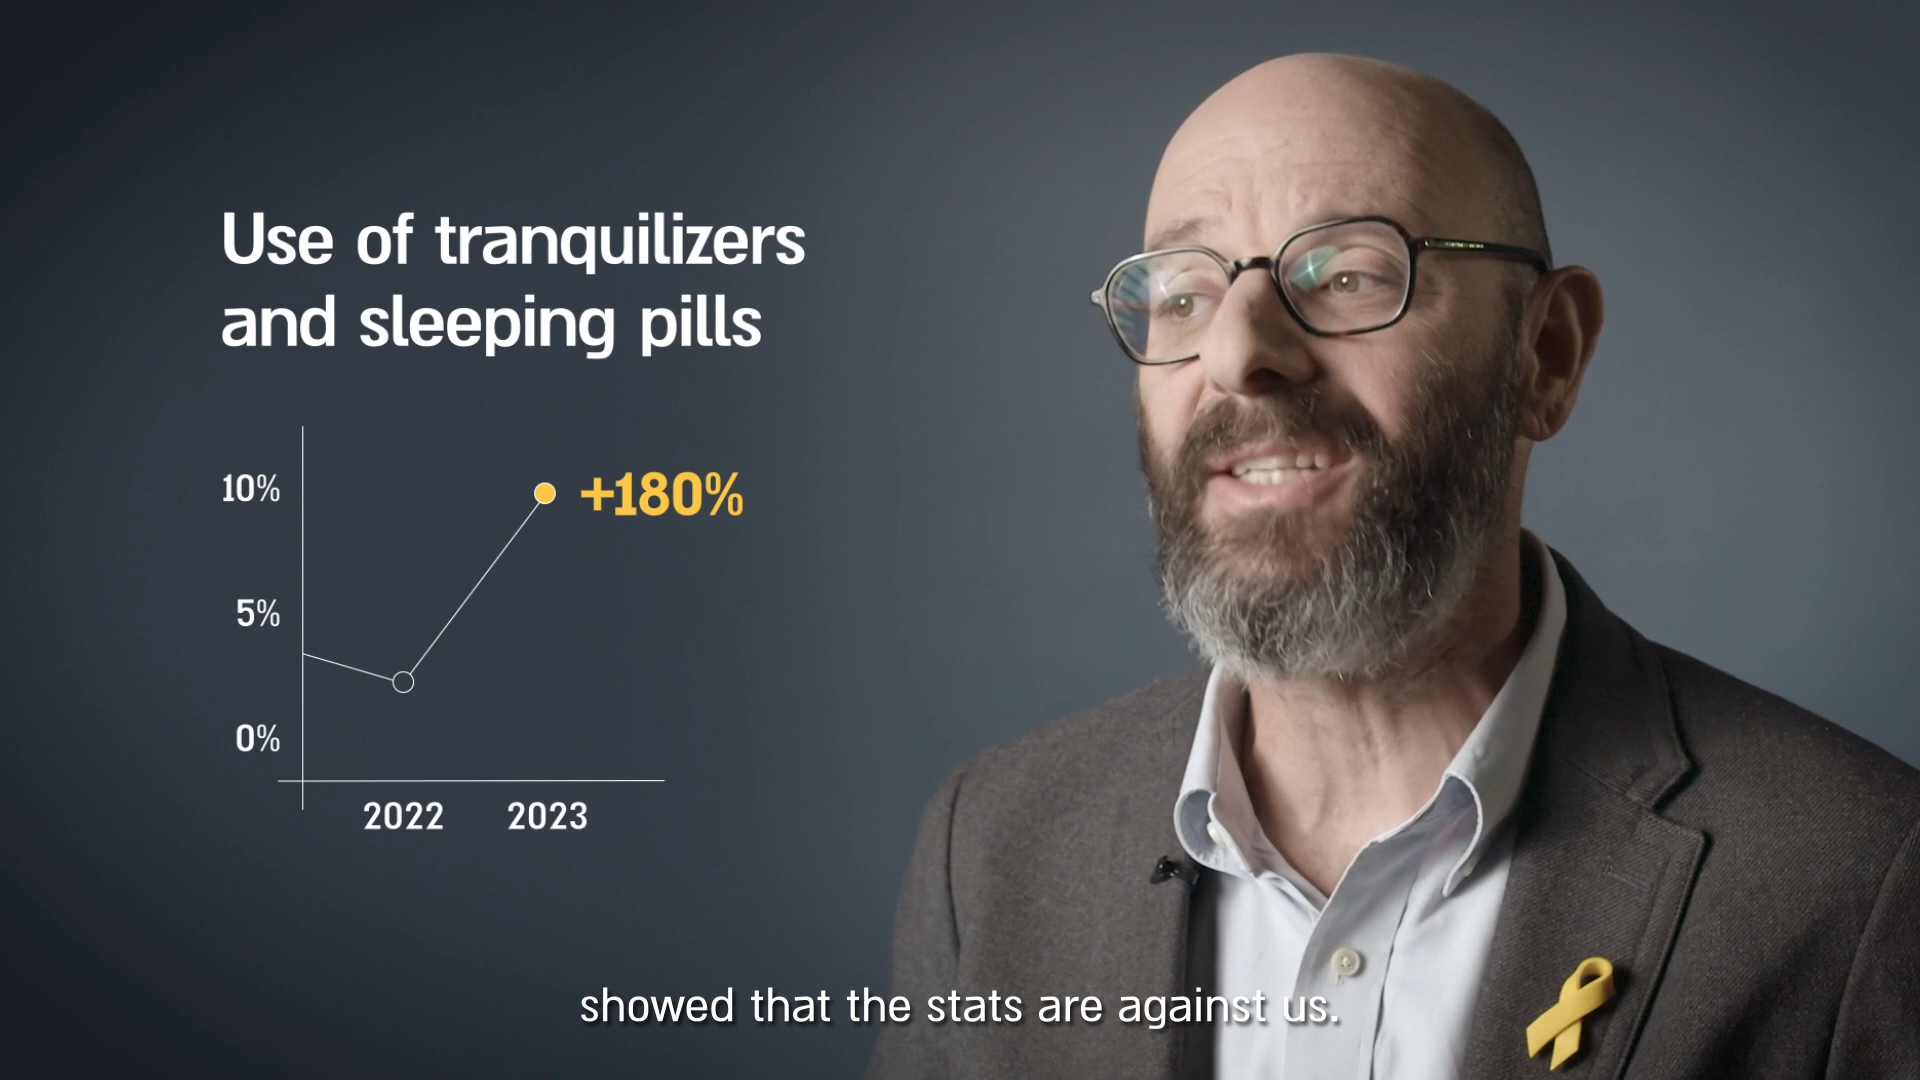 Use of tranquilizers
and sleeping pills
10%
+180%
5%
0%
2022 2023
showed that the stats are against us.